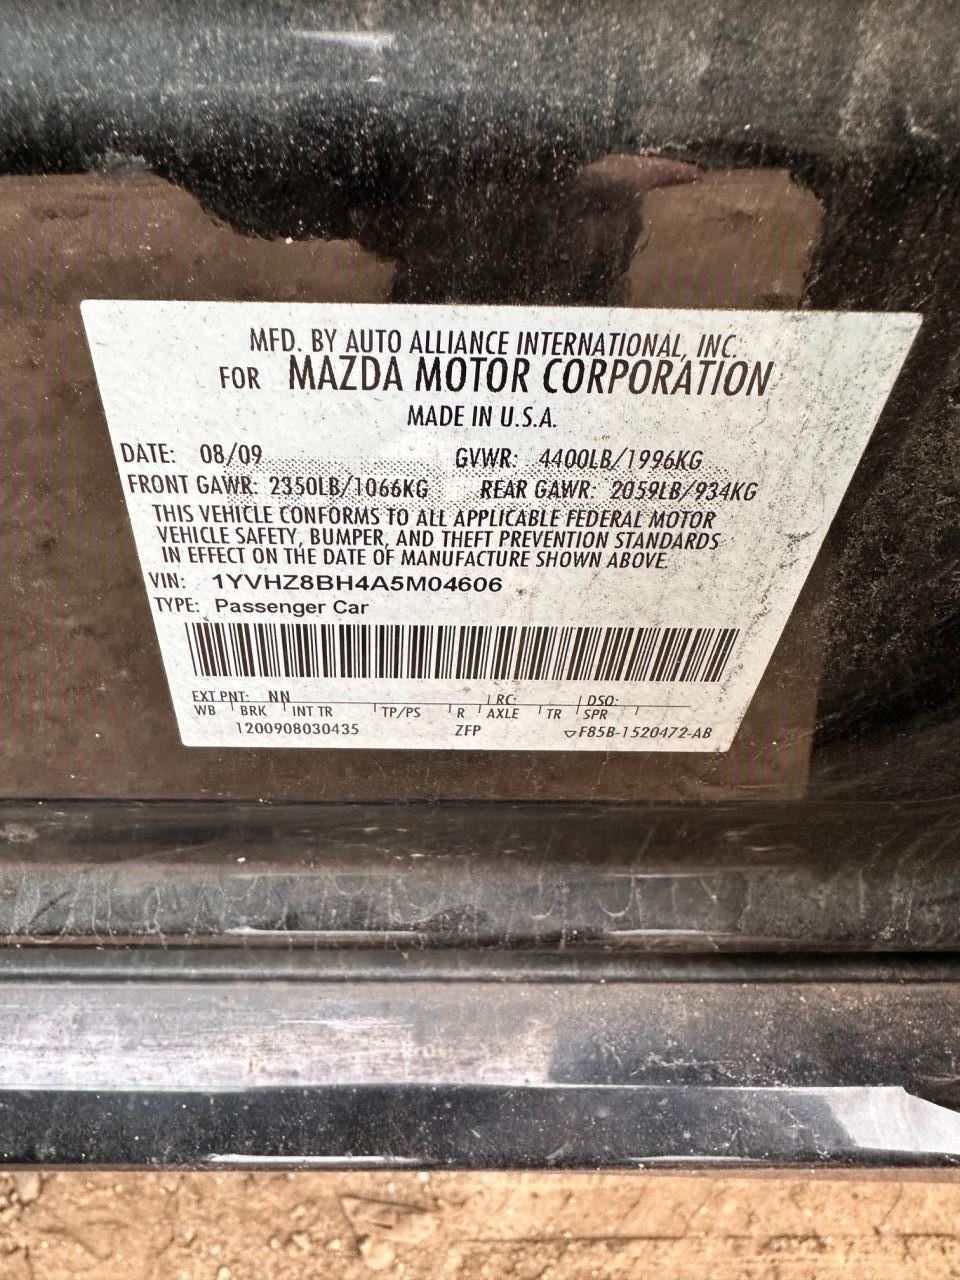 MFD. BY AUTO ALLIANCE INTERNATIONAL, INC.
FOR MAZDA MOTOR CORPORATION
MADE IN U.S.A.
DATE: 08/09 GVWR: 4400LB/1996KG
FRONT GAWR: 2350LB/1066KG REAR GAWR: 2059LB/934KG
THIS VEHICLE CONFORMS TO ALL APPLICABLE FEDERAL MOTOR
VEHICLE SAFETY, BUMPER, AND THEFT PREVENTION STANDARDS
IN EFFECT ON THE DATE OF MANUFACTURE SHOWN ABOVE.
VIN: 1YVHZ8BH4A5M04606
TYPE: Passenger Car
EXT PNT: NN RC: DSO:
WB BRK INT TR TP/PS R AXLE TR SPR
1200908030435 ZFP ▽F85B-1520472-AB